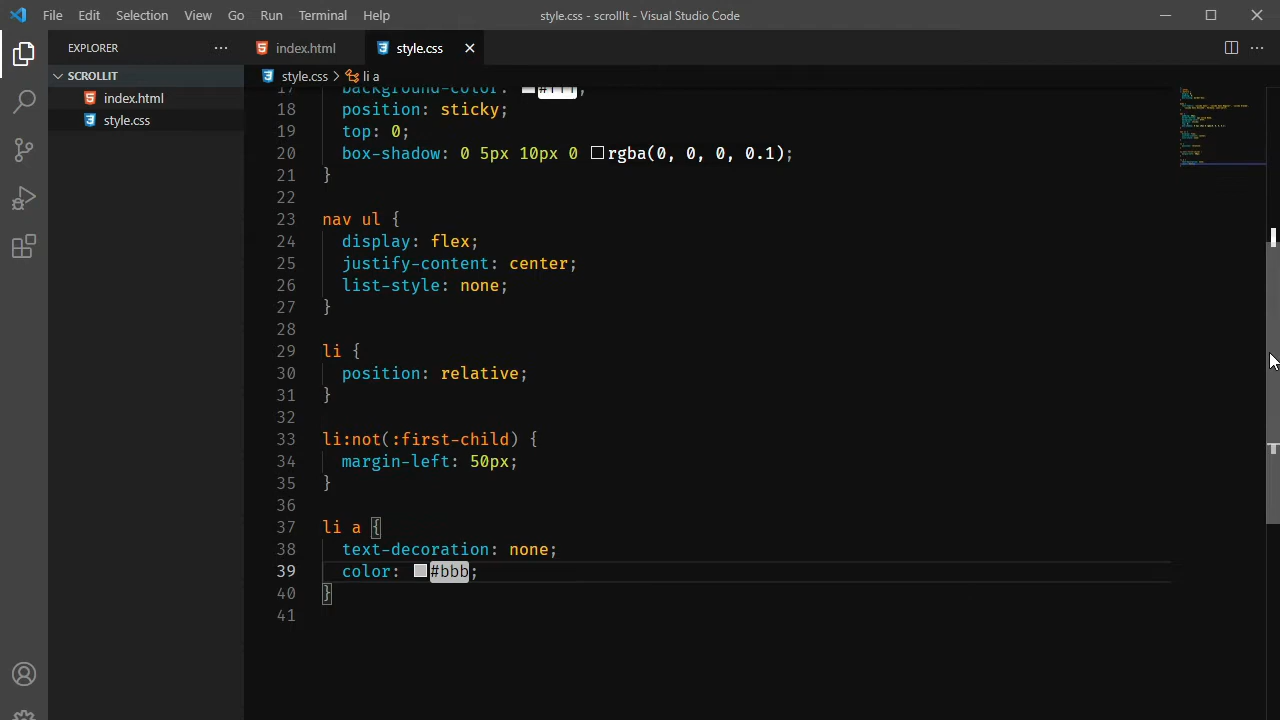 File Edit Selection View Go Run Terminal Help
style.css - scrollIt - Visual Studio Code
EXPLORER
SCROLLIT
index.html
style.css
index.html
style.css
style.css > li a
17 background-color: #fff;
18 position: sticky;
19 top: 0;
20 box-shadow: 0 5px 10px 0 rgba(0, 0, 0, 0.1);
21 }
22
23 nav ul {
24 display: flex;
25 justify-content: center;
26 list-style: none;
27 }
28
29 li {
30 position: relative;
31 }
32
33 li:not(:first-child) {
34 margin-left: 50px;
35 }
36
37 li a {
38 text-decoration: none;
39 color: #bbb;
40 }
41